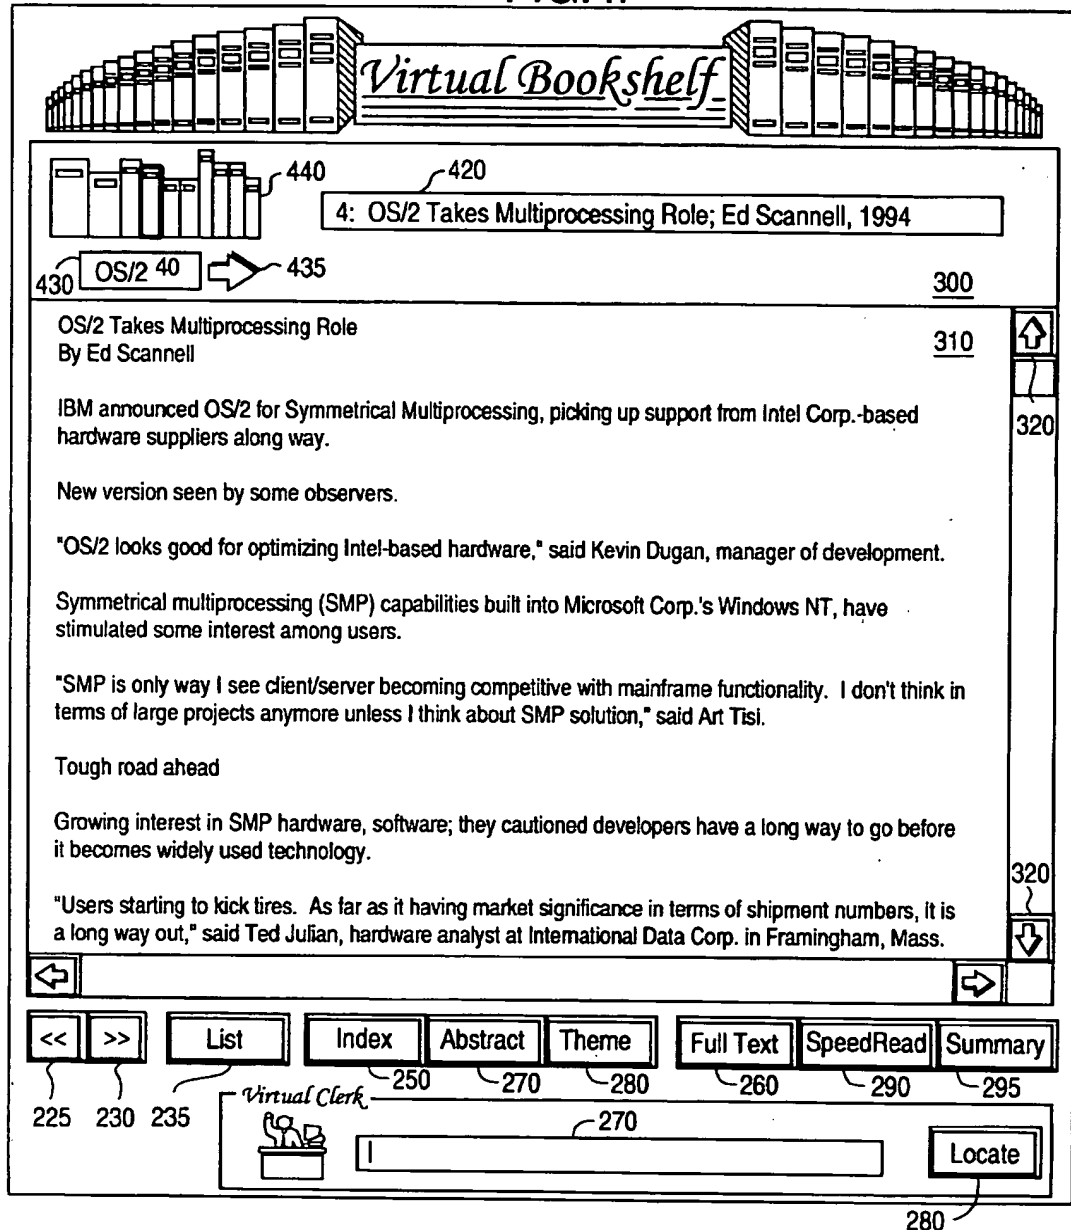 Virtual Bookshelf
440
420
4: OS/2 Takes Multiprocessing Role; Ed Scannell, 1994
430
OS/2 40
435
300
OS/2 Takes Multiprocessing Role
310
By Ed Scannell
IBM announced OS/2 for Symmetrical Multiprocessing, picking up support from Intel Corp.-based
320
hardware suppliers along way.
New version seen by some observers.
"OS/2 looks good for optimizing Intel-based hardware," said Kevin Dugan, manager of development.
Symmetrical multiprocessing (SMP) capabilities built into Microsoft Corp.'s Windows NT, have
stimulated some interest among users.
"SMP is only way I see client/server becoming competitive with mainframe functionality. I don't think in
terms of large projects anymore unless I think about SMP solution," said Art Tisi.
Tough road ahead
Growing interest in SMP hardware, software; they cautioned developers have a long way to go before
it becomes widely used technology.
320
"Users starting to kick tires. As far as it having market significance in terms of shipment numbers, it is
a long way out," said Ted Julian, hardware analyst at International Data Corp. in Framingham, Mass.
<< >> List Index Abstract Theme Full Text SpeedRead Summary
250 270 280 260 290 295
225 230 235 Virtual Clerk
270
Locate
280